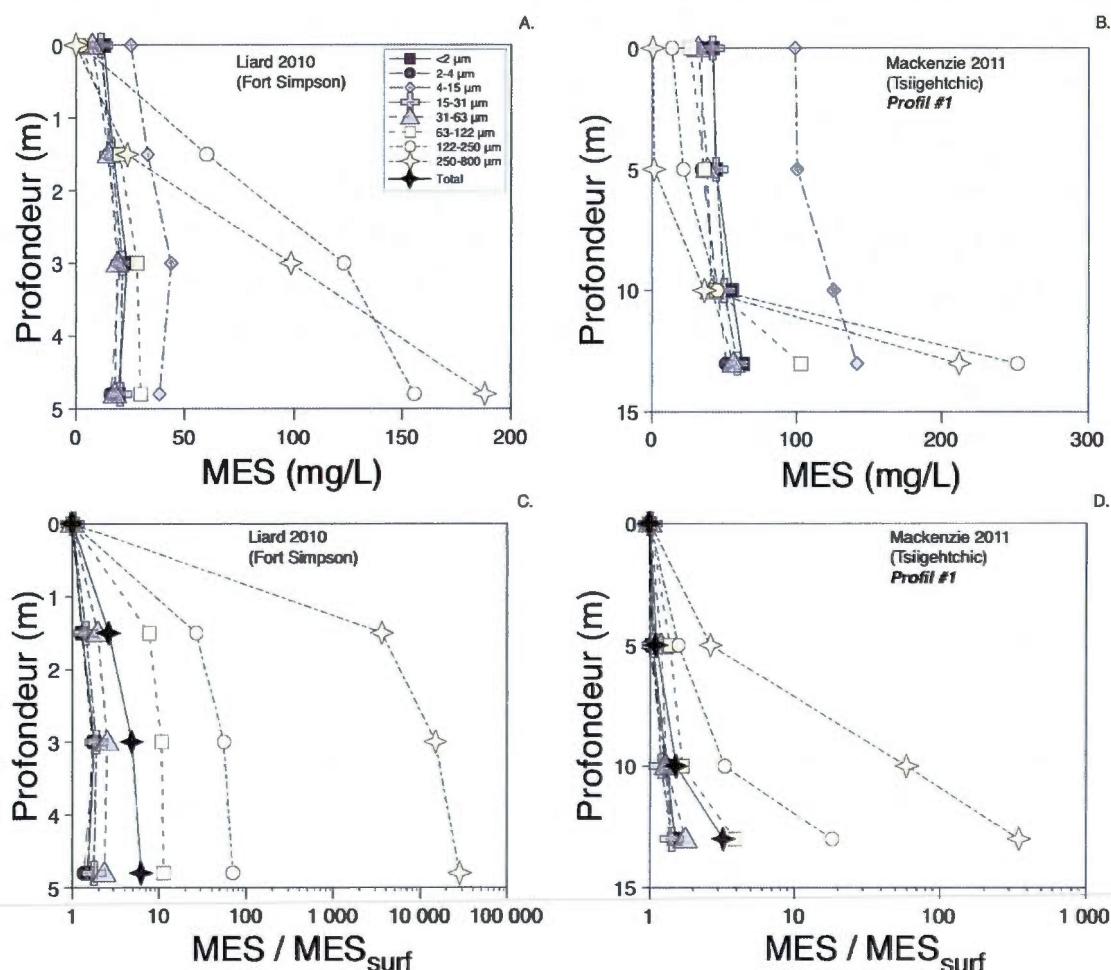 A.
Liard 2010
(Fort Simpson)
<2 µm
2-4 µm
4-15 µm
15-31 µm
31-63 µm
63-122 µm
122-250 µm
250-800 µm
Total
Profondeur (m)
0
1
2
3
4
5
0
50
100
150
200
MES (mg/L)
B.
Mackenzie 2011
(Tsiigehtchic)
Profil #1
Profondeur (m)
0
5
10
15
0
100
200
300
MES (mg/L)
C.
Liard 2010
(Fort Simpson)
Profondeur (m)
0
1
2
3
4
5
1
10
100
1 000
10 000
100 000
MES / MESsurf
D.
Mackenzie 2011
(Tsiigehtchic)
Profil #1
Profondeur (m)
0
5
10
15
1
10
100
1 000
MES / MESsurf